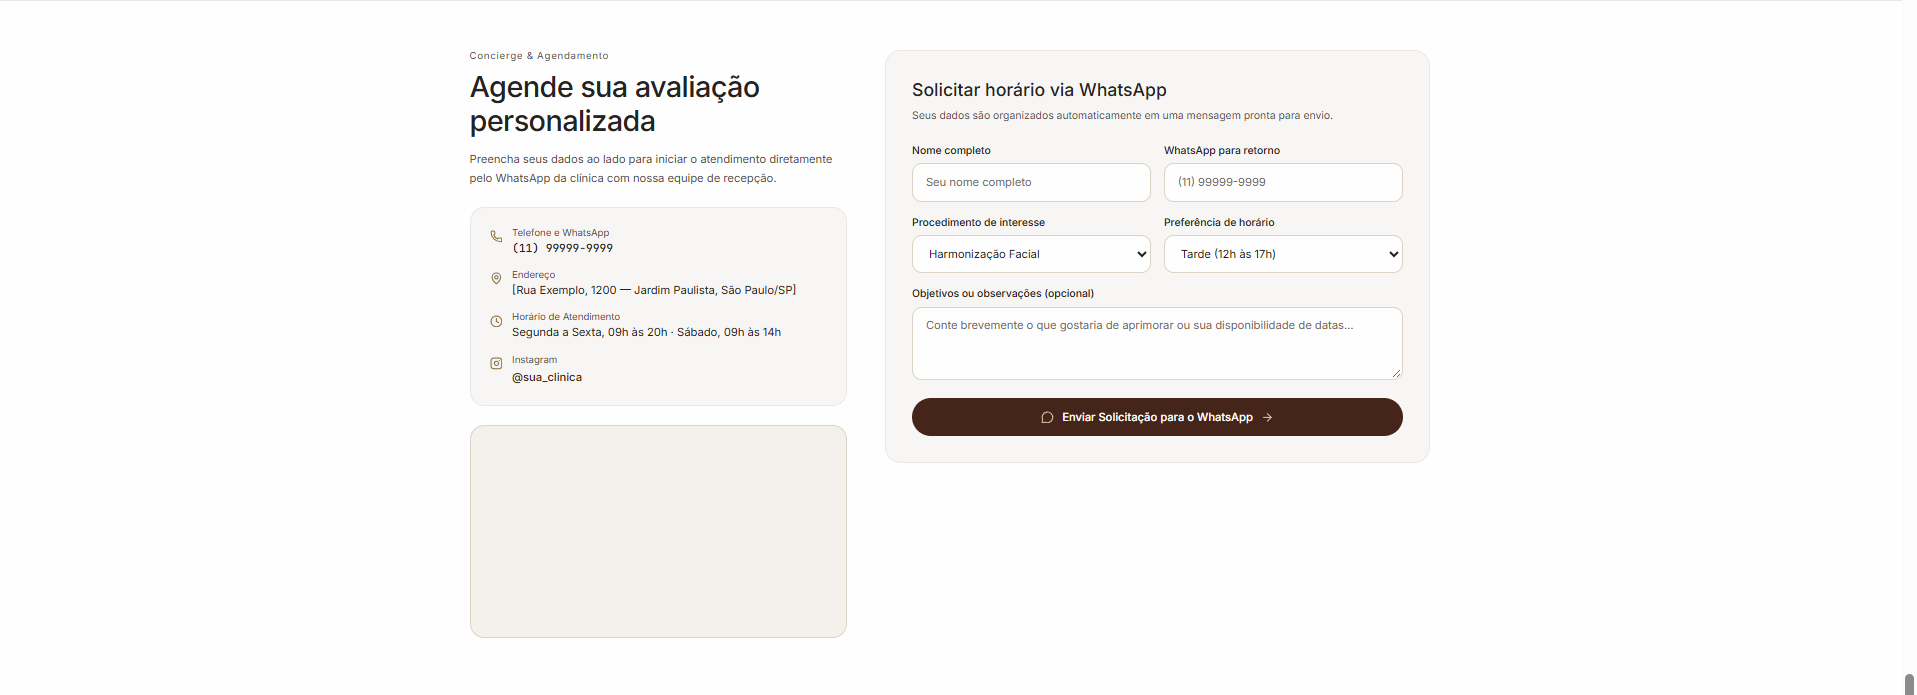 Concierge & Agendamento
Agende sua avaliação
personalizada
Preencha seus dados ao lado para iniciar o atendimento diretamente
pelo WhatsApp da clínica com nossa equipe de recepção.
Telefone e WhatsApp
(11) 99999-9999
Endereço
[Rua Exemplo, 1200 — Jardim Paulista, São Paulo/SP]
Horário de Atendimento
Segunda a Sexta, 09h às 20h · Sábado, 09h às 14h
Instagram
@sua_clinica
Solicitar horário via WhatsApp
Seus dados são organizados automaticamente em uma mensagem pronta para envio.
Nome completo
Seu nome completo
WhatsApp para retorno
(11) 99999-9999
Procedimento de interesse
Harmonização Facial
Preferência de horário
Tarde (12h às 17h)
Objetivos ou observações (opcional)
Conte brevemente o que gostaria de aprimorar ou sua disponibilidade de datas...
Enviar Solicitação para o WhatsApp →